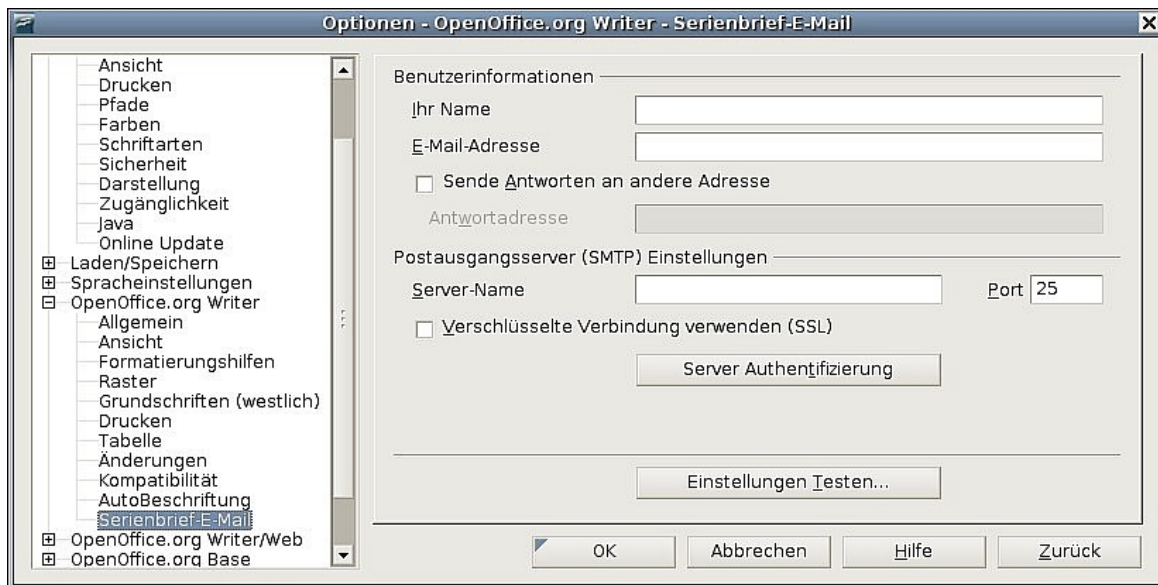 Optionen - OpenOffice.org Writer - Serienbrief-E-Mail
Ansicht
Drucken
Pfade
Farben
Schriftarten
Sicherheit
Darstellung
Zugänglichkeit
Java
Online Update
Laden/Speichern
Spracheinstellungen
OpenOffice.org Writer
Allgemein
Ansicht
Formatierungshilfen
Raster
Grundschriften (westlich)
Drucken
Tabelle
Änderungen
Kompatibilität
AutoBeschriftung
Serienbrief-E-Mail
OpenOffice.org Writer/Web
OpenOffice.org Base
Benutzerinformationen
Ihr Name
E-Mail-Adresse
Sende Antworten an andere Adresse
Antwortadresse
Postausgangsserver (SMTP) Einstellungen
Server-Name
Port 25
Verschlüsselte Verbindung verwenden (SSL)
Server Authentifizierung
Einstellungen Testen...
OK Abbrechen Hilfe Zurück